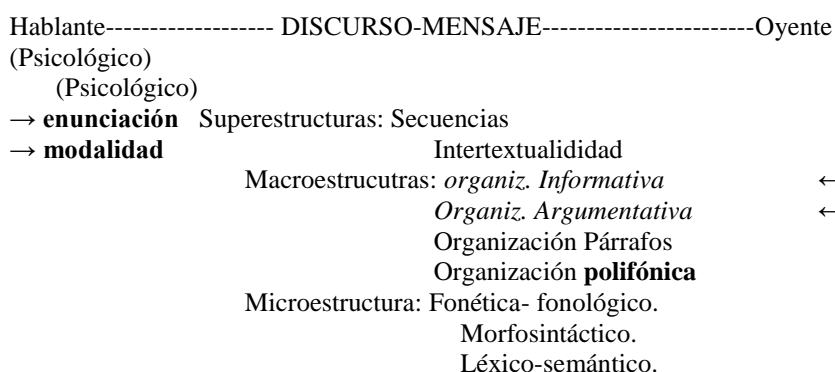 Hablante------------------- DISCURSO-MENSAJE------------------------Oyente
(Psicológico)
(Psicológico)
→ enunciación Superestructuras: Secuencias
→ modalidad Intertextualididad
Macroestrucutras: organiz. Informativa ←
Organiz. Argumentativa ←
Organización Párrafos
Organización polifónica
Microestructura: Fonética- fonológico.
Morfosintáctico.
Léxico-semántico.